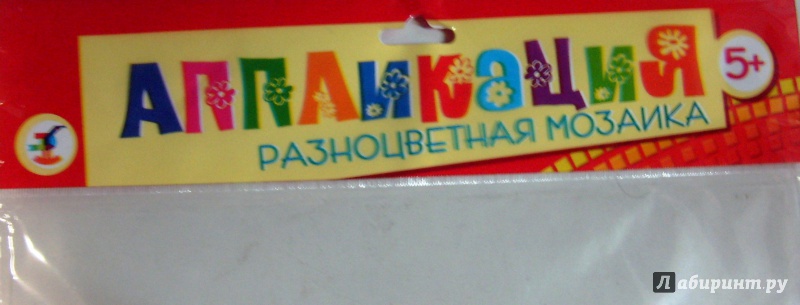 АППЛИКАЦИЯ
5+
РАЗНОЦВЕТНАЯ МОЗАИКА
Лабиринт.ру